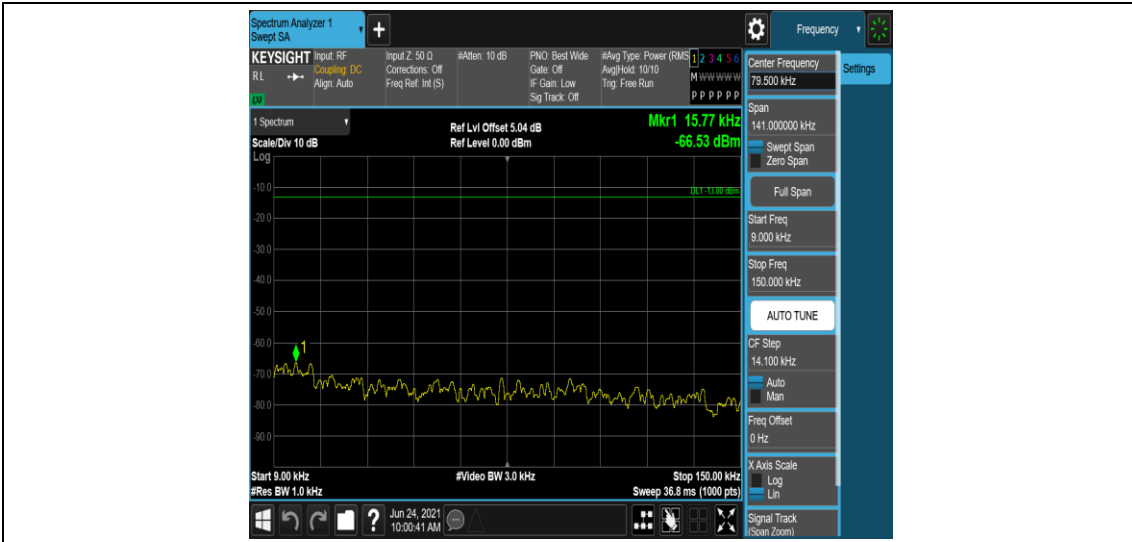 Spectrum Analyzer 1
Swept SA
+
Frequency
KEYSIGHT
RL
LXI
Input: RF
Coupling: DC
Align: Auto
Input Z: 50 Ω
Corrections: Off
Freq Ref: Int (S)
#Atten: 10 dB
PNO: Best Wide
Gate: Off
IF Gain: Low
Sig Track: Off
#Avg Type: Power (RMS
Avg|Hold: 10/10
Trig: Free Run
1 2 3 4 5 6
M W W W W W
P P P P P P
1 Spectrum
Scale/Div 10 dB
Log
Ref Lvl Offset 5.04 dB
Ref Level 0.00 dBm
Mkr1 15.77 kHz
-66.53 dBm
DL1 -13.00 dBm
-10.0
-20.0
-30.0
-40.0
-50.0
-60.0
-70.0
-80.0
-90.0
1
Start 9.00 kHz
#Res BW 1.0 kHz
#Video BW 3.0 kHz
Stop 150.00 kHz
Sweep 36.8 ms (1000 pts)
Center Frequency
79.500 kHz
Span
141.000000 kHz
Swept Span
Zero Span
Full Span
Start Freq
9.000 kHz
Stop Freq
150.000 kHz
AUTO TUNE
CF Step
14.100 kHz
Auto
Man
Freq Offset
0 Hz
X Axis Scale
Log
Lin
Signal Track
(Span Zoom)
Settings
?
Jun 24, 2021
10:00:41 AM